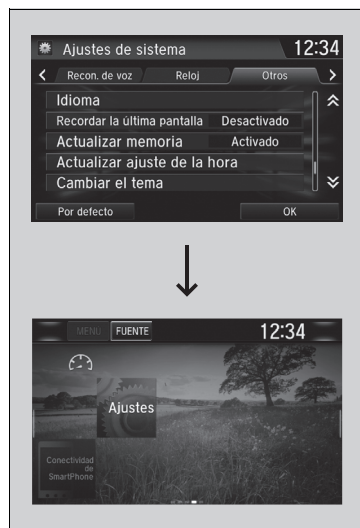 Ajustes de sistema 12:34
Recon. de voz Reloj Otros
Idioma
Recordar la última pantalla Desactivado
Actualizar memoria Activado
Actualizar ajuste de la hora
Cambiar el tema
Por defecto OK
MENU FUENTE 12:34
Ajustes
Conectividad
de
SmartPhone